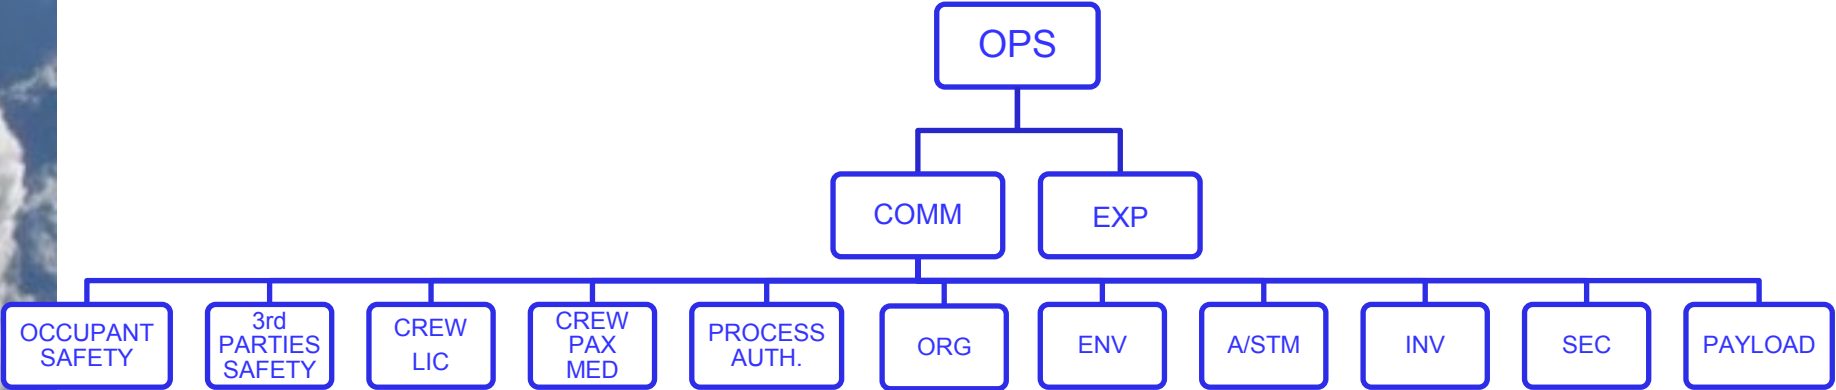 OPS
COMM
EXP
OCCUPANT
SAFETY
3rd
PARTIES
SAFETY
CREW
LIC
CREW
PAX
MED
PROCESS
AUTH.
ORG
ENV
A/STM
INV
SEC
PAYLOAD